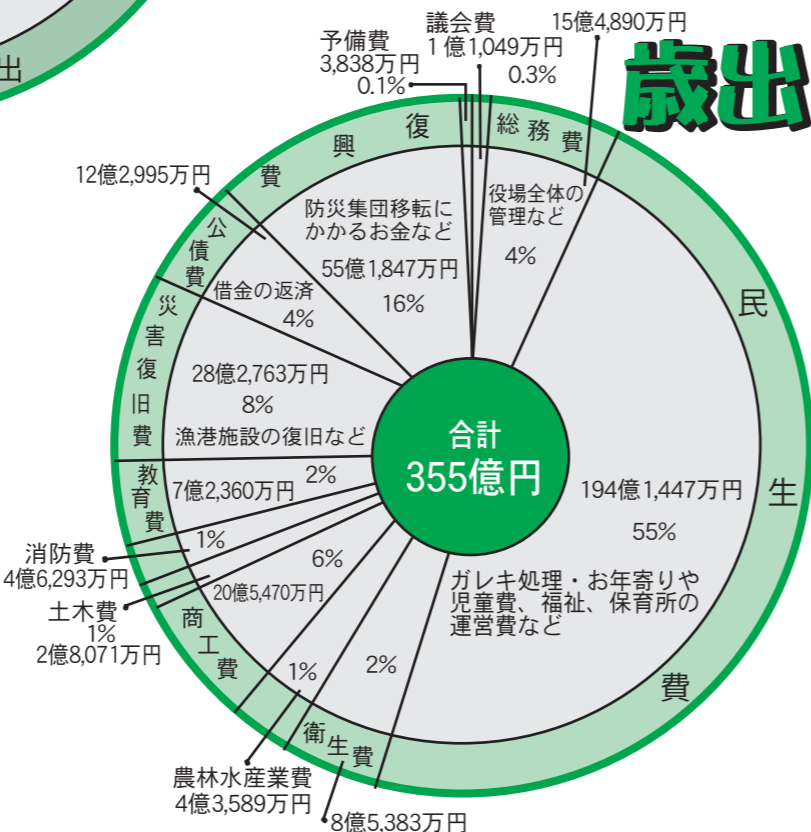 出
歳出
議会費
1億1,049万円
0.3%
総務費
15億4,890万円
役場全体の
管理など
4%
民生費
194億1,447万円
55%
ガレキ処理・お年寄りや
児童費、福祉、保育所の
運営費など
衛生費
2%
8億5,383万円
1%
農林水産業費
4億3,589万円
商工費
6%
20億5,470万円
土木費
1%
2億8,071万円
消防費
1%
4億6,293万円
教育費
7億2,360万円
2%
災害復旧費
28億2,763万円
8%
漁港施設の復旧など
公債費
12億2,995万円
借金の返済
4%
復興費
防災集団移転に
かかるお金など
55億1,847万円
16%
予備費
3,838万円
0.1%
合計
355億円